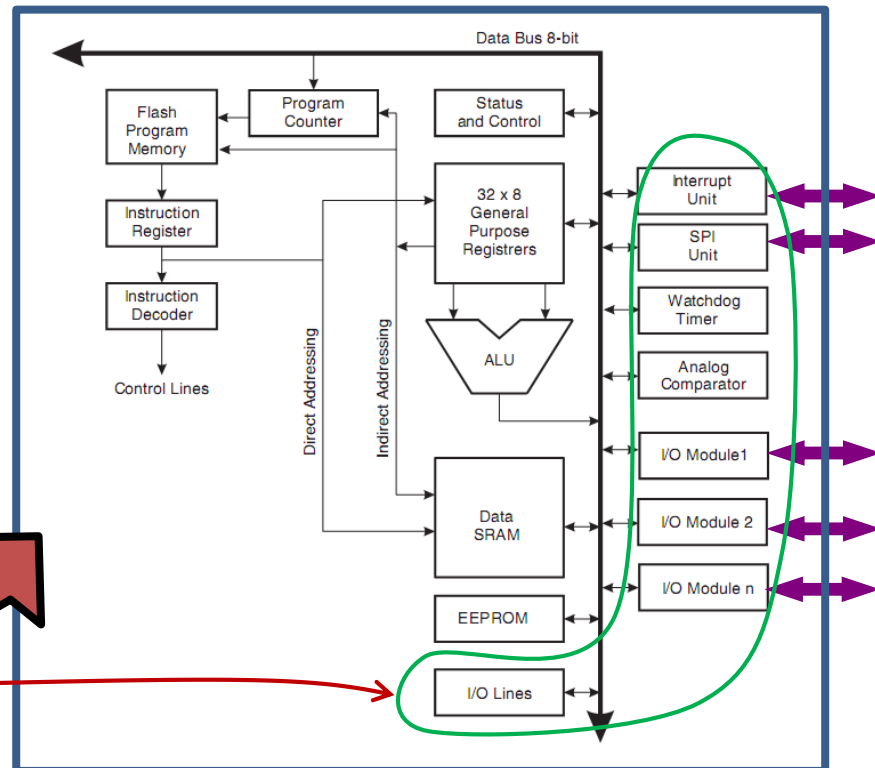 Data Bus 8-bit
Flash
Program
Memory
Program
Counter
Status
and Control
Instruction
Register
32 x 8
General
Purpose
Registrers
Interrupt
Unit
SPI
Unit
Instruction
Decoder
Watchdog
Timer
ALU
Analog
Comparator
Control Lines
Direct Addressing
Indirect Addressing
I/O Module1
Data
SRAM
I/O Module 2
I/O Module n
EEPROM
I/O Lines